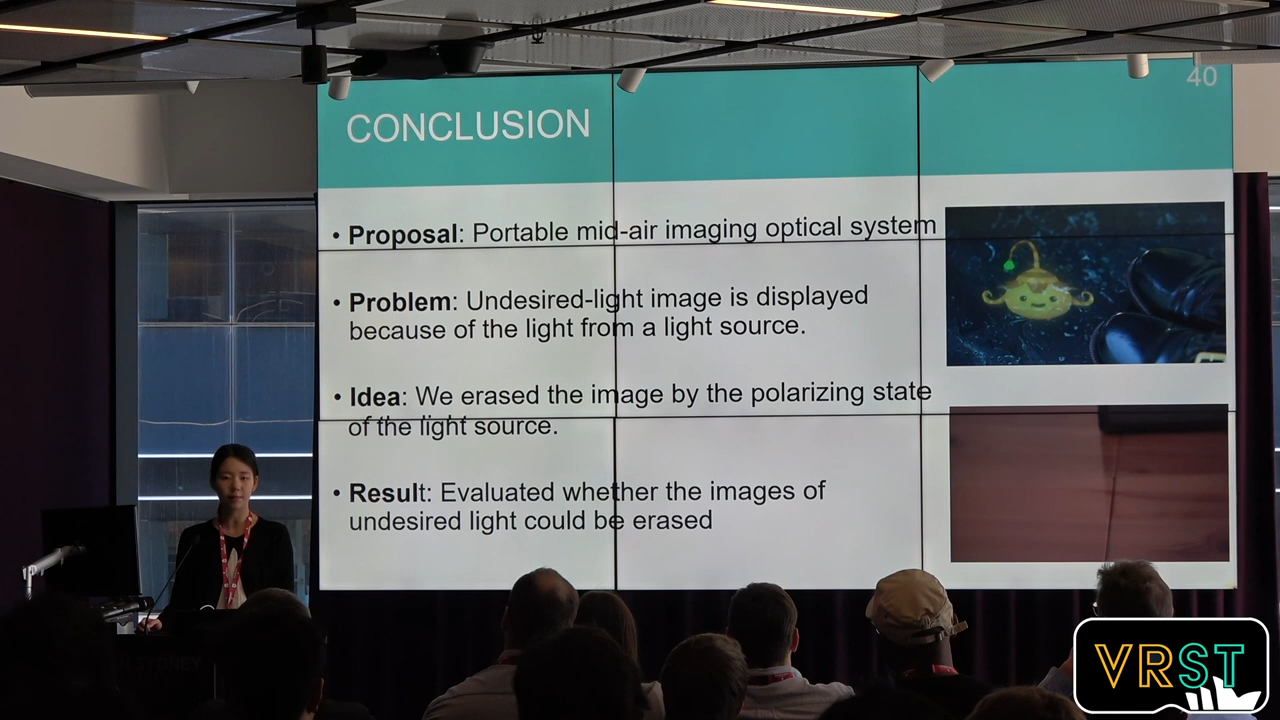 40
CONCLUSION
• Proposal: Portable mid-air imaging optical system
• Problem: Undesired-light image is displayed
because of the light from a light source.
• Idea: We erased the image by the polarizing state
of the light source.
• Result: Evaluated whether the images of
undesired light could be erased
SYDNEY
VRST